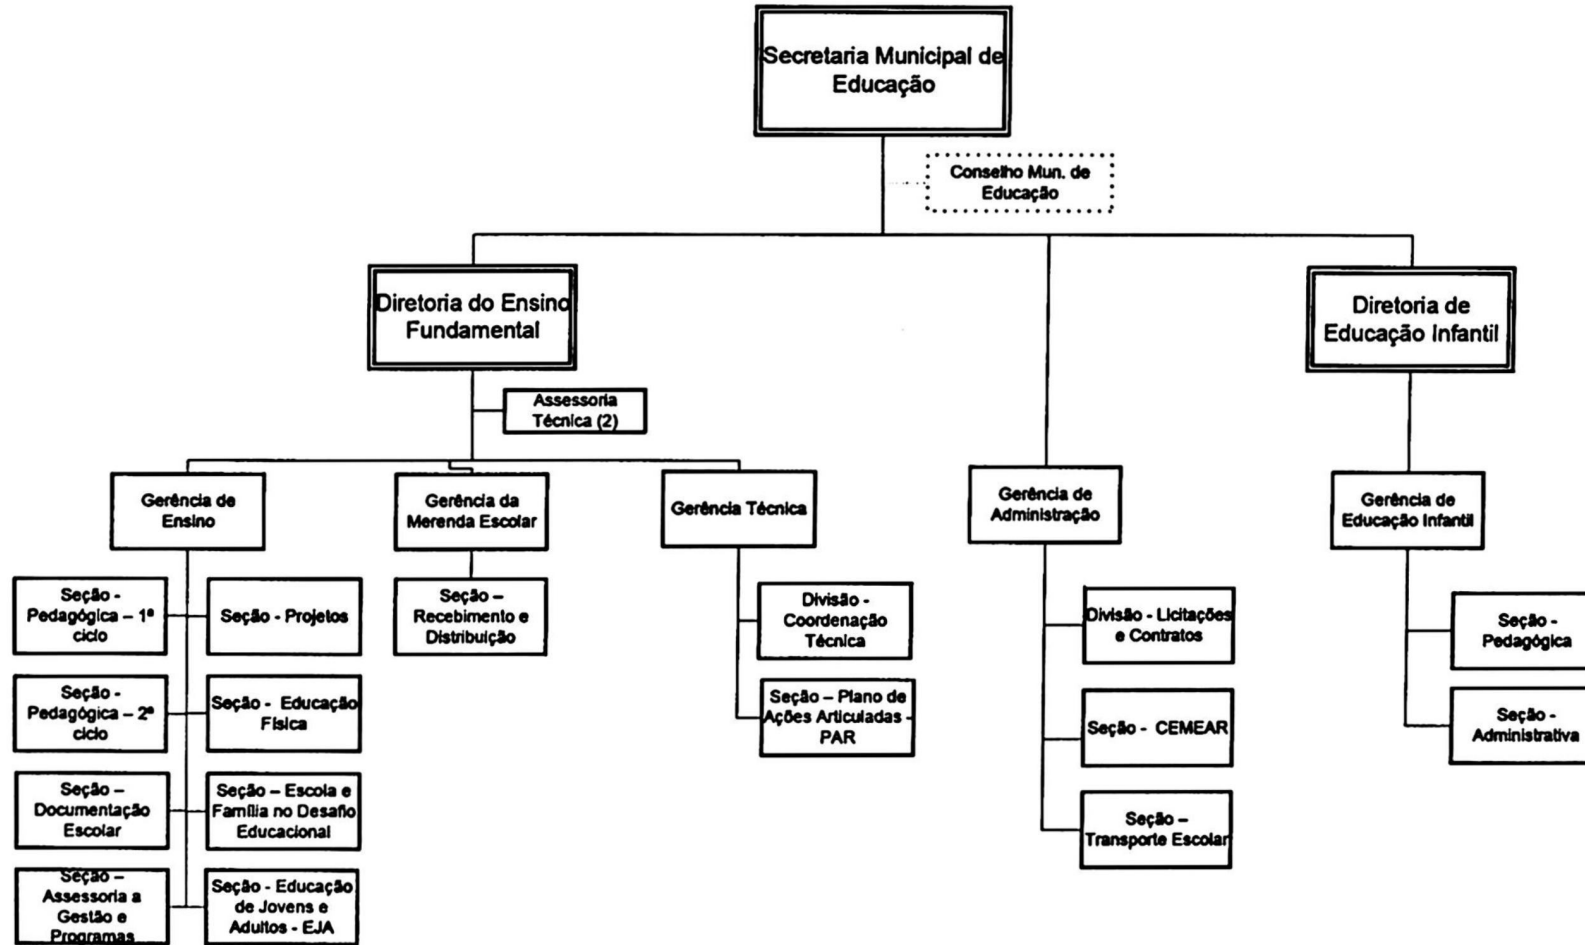 Secretaria Municipal de
Educação
Conselho Mun. de
Educação
Diretoria do Ensino
Fundamental
Diretoria de
Educação Infantil
Assessoria
Técnica (2)
Gerência de
Ensino
Gerência da
Merenda Escolar
Gerência Técnica
Gerência de
Administração
Gerência de
Educação Infantil
Seção -
Pedagógica – 1º
ciclo
Seção - Projetos
Seção –
Recebimento e
Distribuição
Divisão -
Coordenação
Técnica
Divisão - Licitações
e Contratos
Seção -
Pedagógica
Seção -
Pedagógica – 2º
ciclo
Seção - Educação
Física
Seção – Plano de
Ações Articuladas -
PAR
Seção - CEMEAR
Seção -
Administrativa
Seção –
Documentação
Escolar
Seção – Escola e
Família no Desafio
Educacional
Seção –
Transporte Escolar
Seção –
Assessoria a
Gestão e
Programas
Seção - Educação
de Jovens e
Adultos - EJA